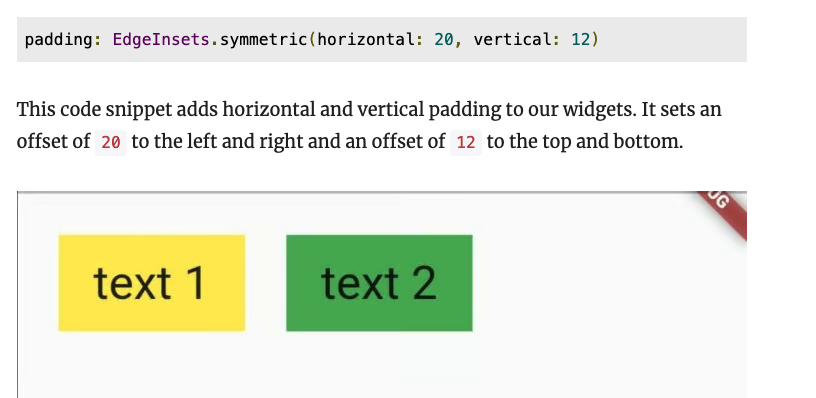 padding: EdgeInsets.symmetric(horizontal: 20, vertical: 12)
This code snippet adds horizontal and vertical padding to our widgets. It sets an
offset of 20 to the left and right and an offset of 12 to the top and bottom.
text 1 text 2